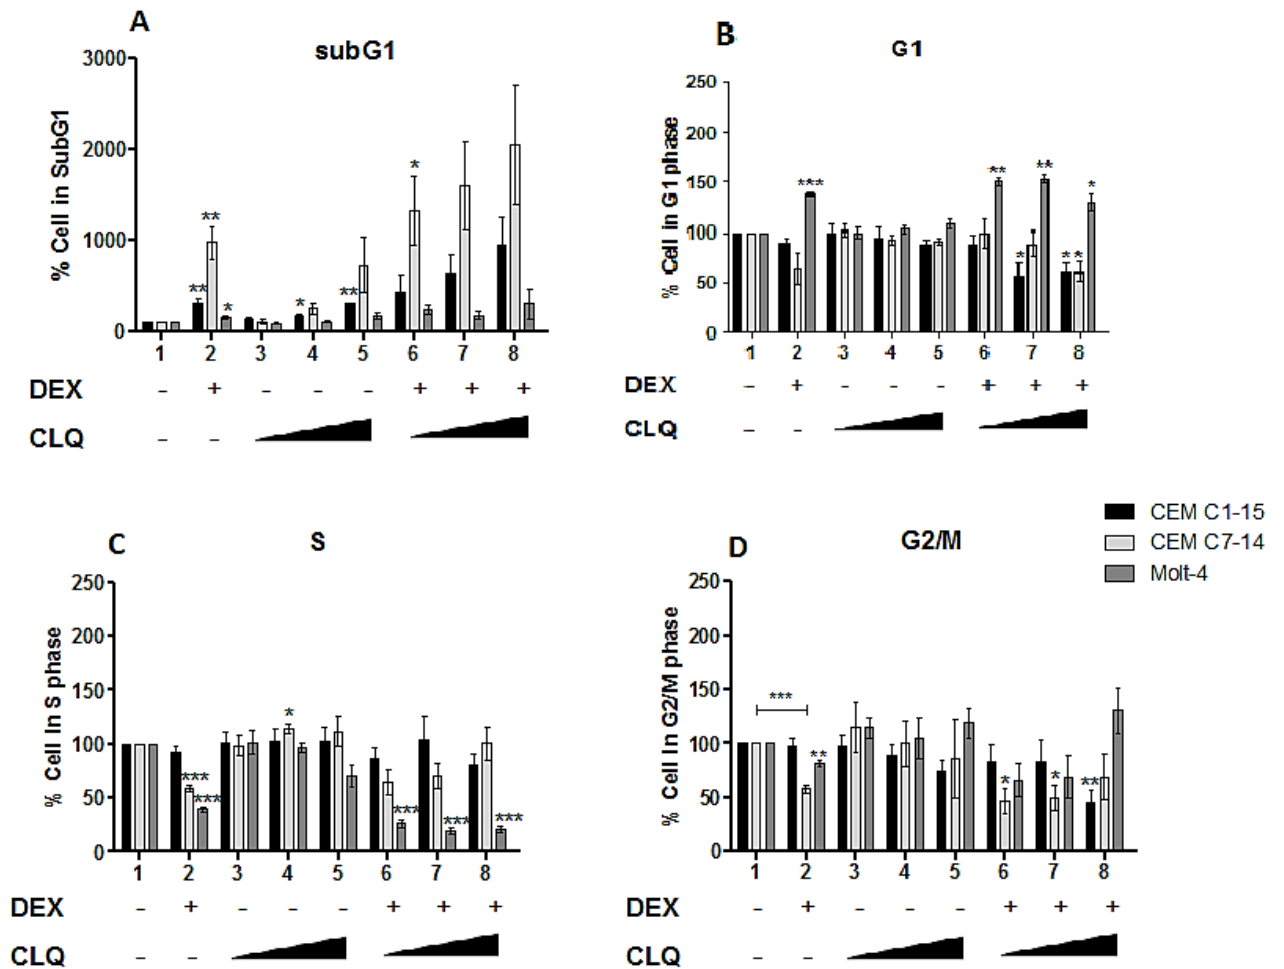 A
subG1
% Cell in SubG1
3000
2000
1000
0
** ** * * ** *
1 2 3 4 5 6 7 8
DEX - + - - - + + +
CLQ - -
B
G1
% Cell in G1 phase
250
200
150
100
50
0
*** ** * ** * * *
1 2 3 4 5 6 7 8
DEX - + - - - + + +
CLQ - -
CEM C1-15
CEM C7-14
Molt-4
C
S
% Cell In S phase
250
200
150
100
50
0
*** *** * *** *** ***
1 2 3 4 5 6 7 8
DEX - + - - - + + +
CLQ - -
D
G2/M
% Cell In G2/M phase
250
200
150
100
50
0
*** ** * * **
1 2 3 4 5 6 7 8
DEX - + - - - + + +
CLQ - -